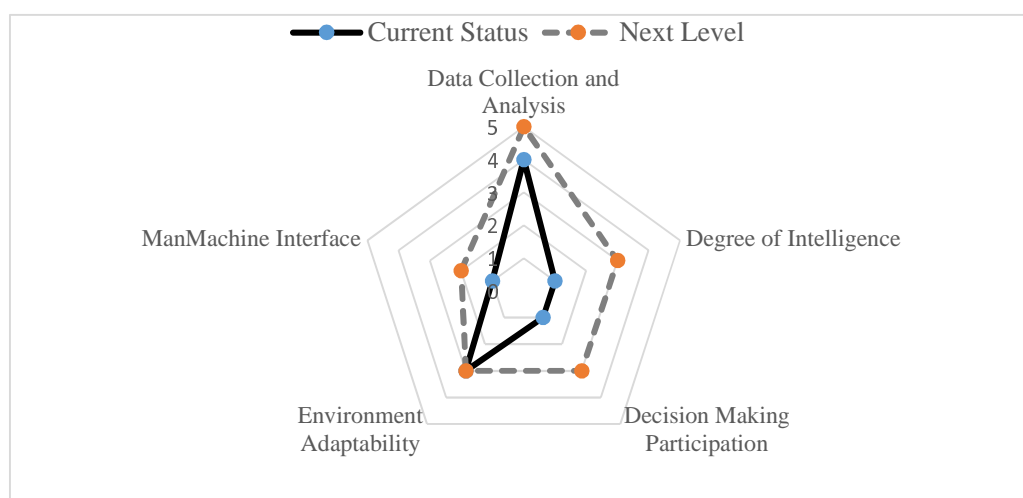 Current Status
Next Level
Data Collection and
Analysis
5
4
3
2
1
0
ManMachine Interface
Degree of Intelligence
Environment
Adaptability
Decision Making
Participation